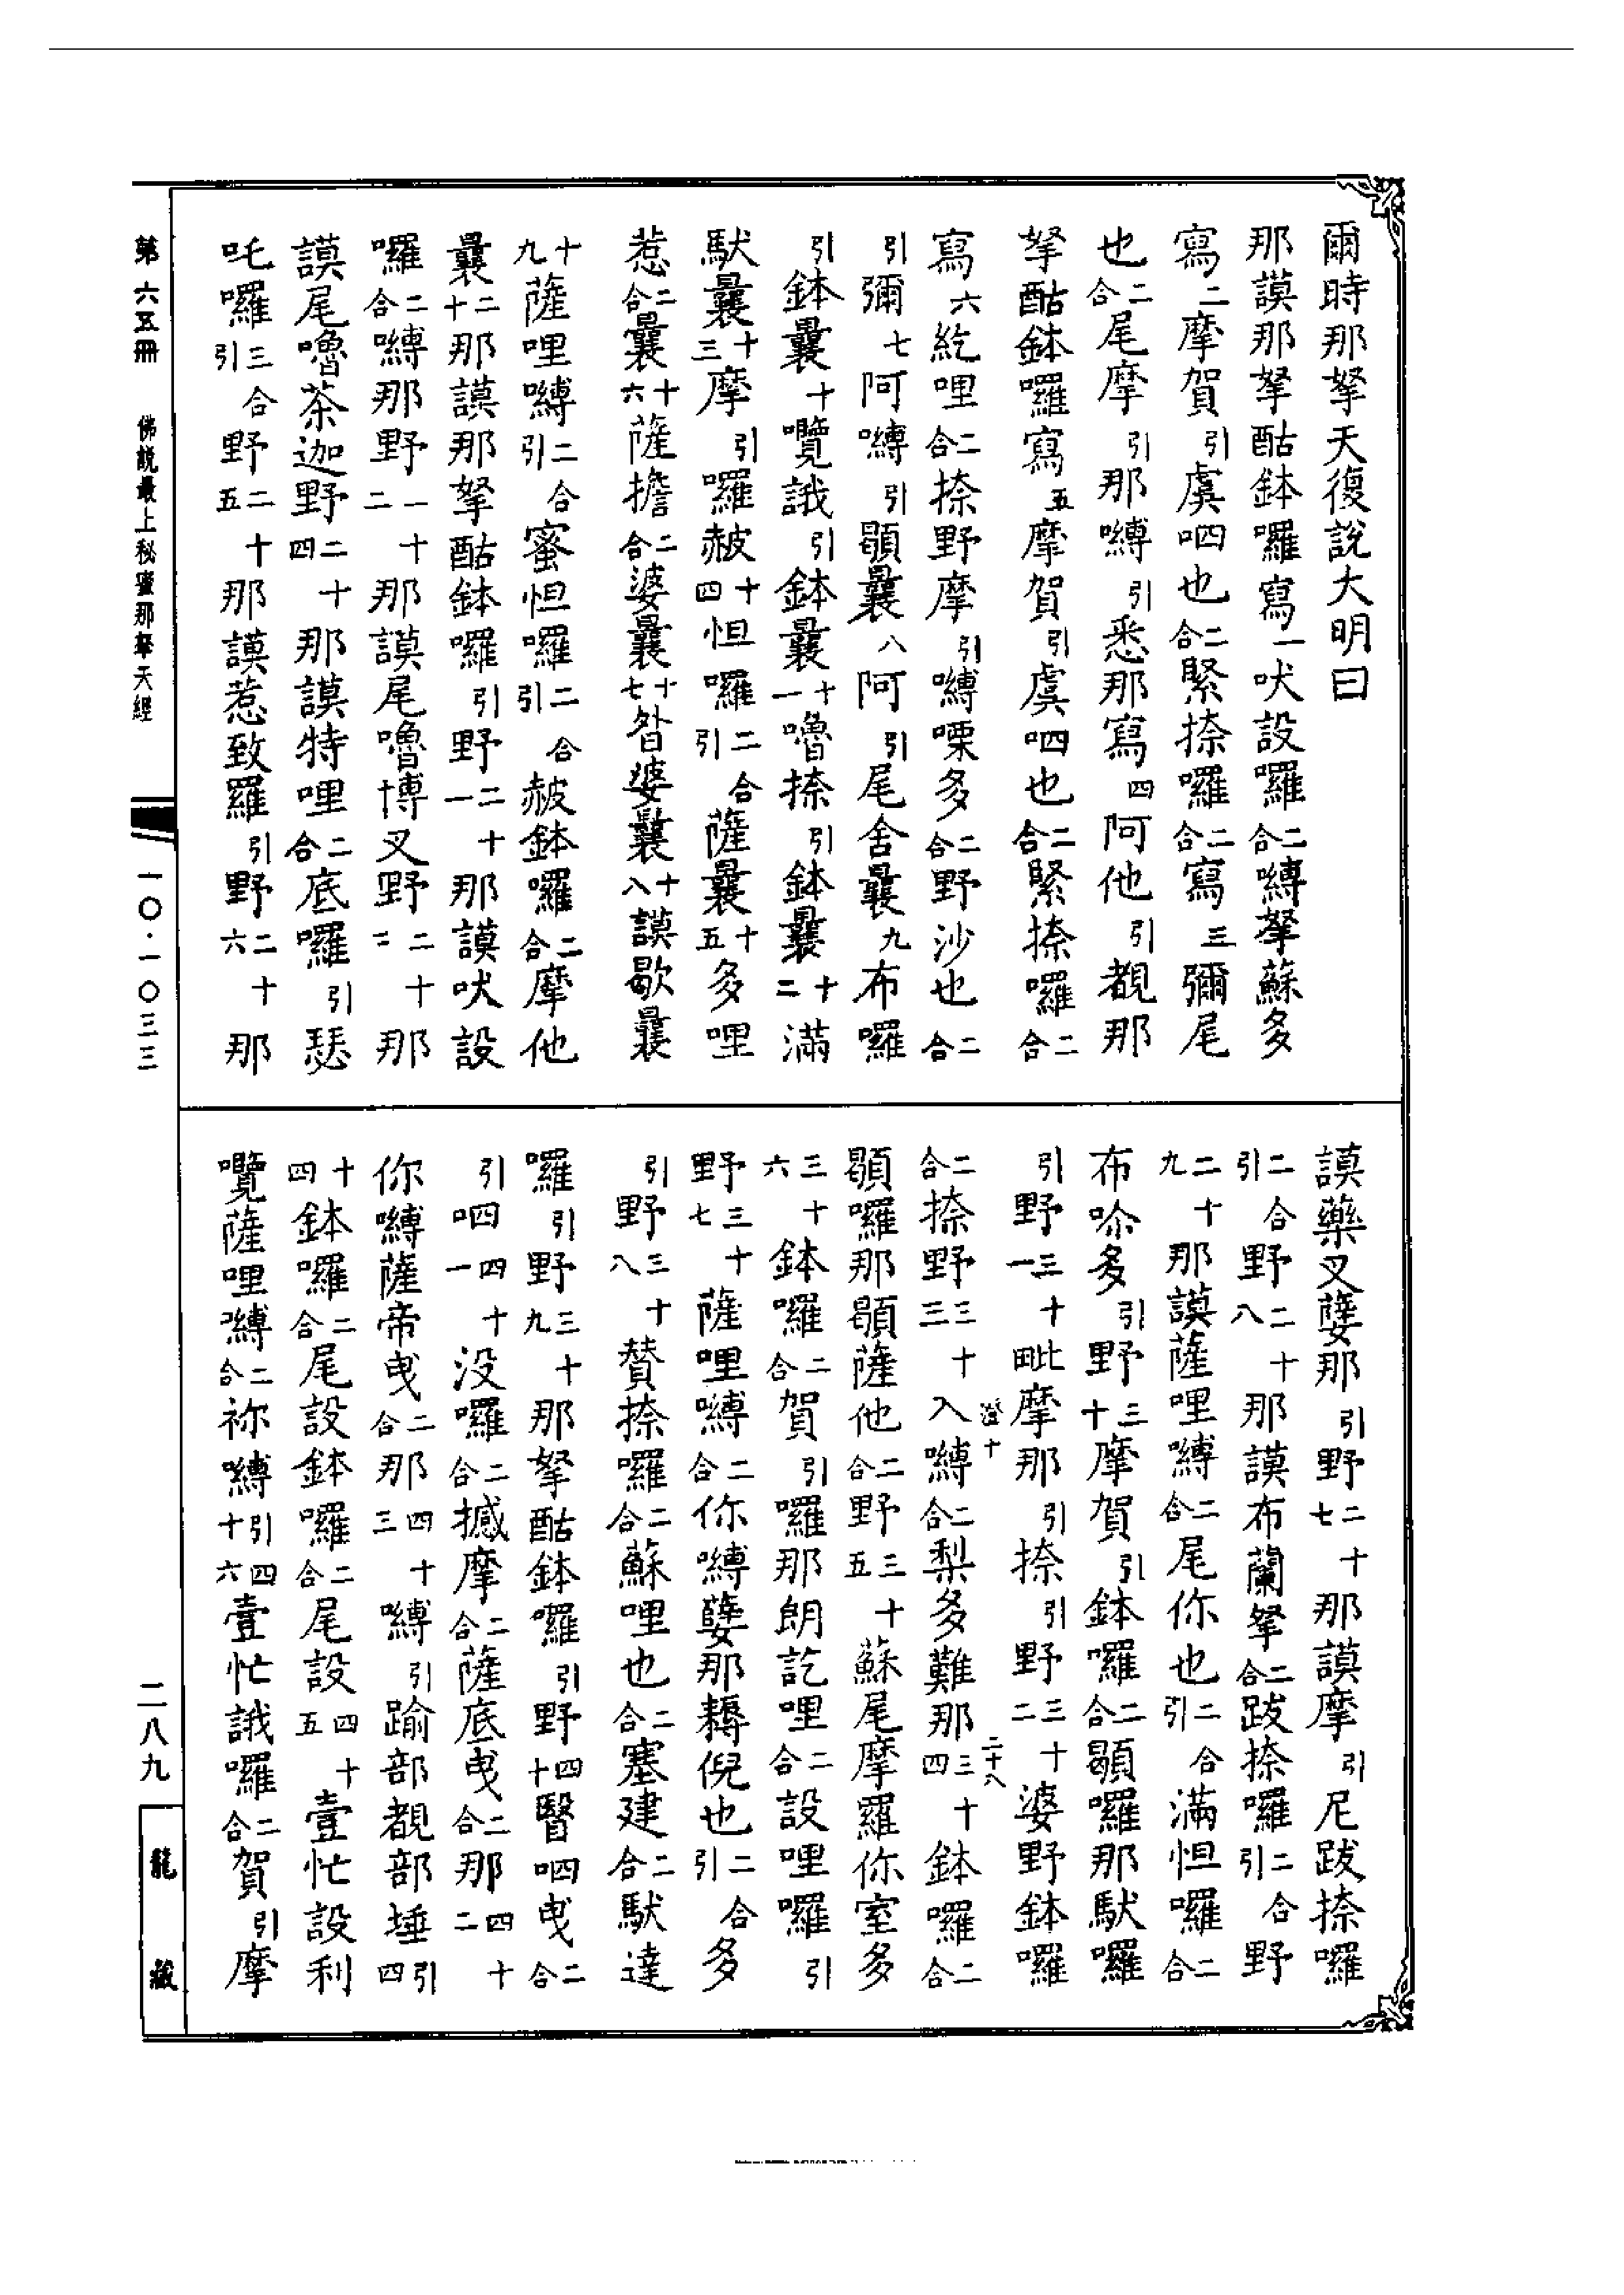 爾時那拏天復說大明曰
那謨那拏酤鉢囉寫一吠設囉二合嚩拏蘇多
寫二摩賀引虞呬也二合緊捺囉二合寫三彌尾
也二合尾摩引那嚩引悉那寫四阿他引覩那
拏酤鉢囉寫五摩賀引虞呬也二合緊捺囉二合
寫六紇哩二合捺野摩引嚩㗚多二合野沙也二合
引彌七阿嚩引顎曩八阿引尾舍曩九布囉
引鉢曩十囕誐引鉢曩十一嚕捺引鉢曩十二滿
馱曩十三摩引囉赦十四怛囉二合引薩曩十五多哩
惹二合曩十六薩擔二合婆曩十七昝婆曩十八謨歇曩
十九薩哩嚩二合引蜜怛囉二合引赦鉢囉二合摩他
曩二十那謨那拏酤鉢囉引野二十一那謨吠設
囉二合嚩那野二十一那謨尾嚕博叉野二十二那
謨尾嚕茶迦野二十四那謨特哩二合底囉引瑟
吒囉三合引野二十五那謨惹致羅引野二十六那
謨藥叉㜸那引野二十七那謨摩引尼跋捺囉
二合引野二十八那謨布蘭拏二合跋捺囉二合引野
二十九那謨薩哩嚩二合尾你也二合引滿怛囉二合
布唹多引野三十摩賀引鉢囉二合顎囉那馱囉
引野三十一毗摩那引捺引野三十二婆野鉢囉
二合捺野三十三入嚩二合梨多難那三十四鉢囉二合
顎囉那顎薩他二合野三十五蘇尾摩羅你室多
三十六鉢囉二合賀引囉那朗訖哩二合設哩囉引
野三十七薩哩嚩二合你嚩㜸那耨倪也二合引多
引野三十八贊捺囉二合蘇哩也二合塞建二合馱達
囉引野三十九那拏酤鉢囉引野四十瞖呬曳二合
引呬四十一沒囉二合撼摩二合薩底曳二合那四十二
你嚩薩帝曳二合那四十三嚩引踰部覩部埵引四
十四鉢囉二合尾設鉢囉二合尾設四十五壹忙設利
囕薩哩嚩二合祢嚩引四十六壹忙誐囉二合賀引摩
第六五冊 佛說最上秘蜜那拏天經 一〇·一〇三三 二八九 龍藏